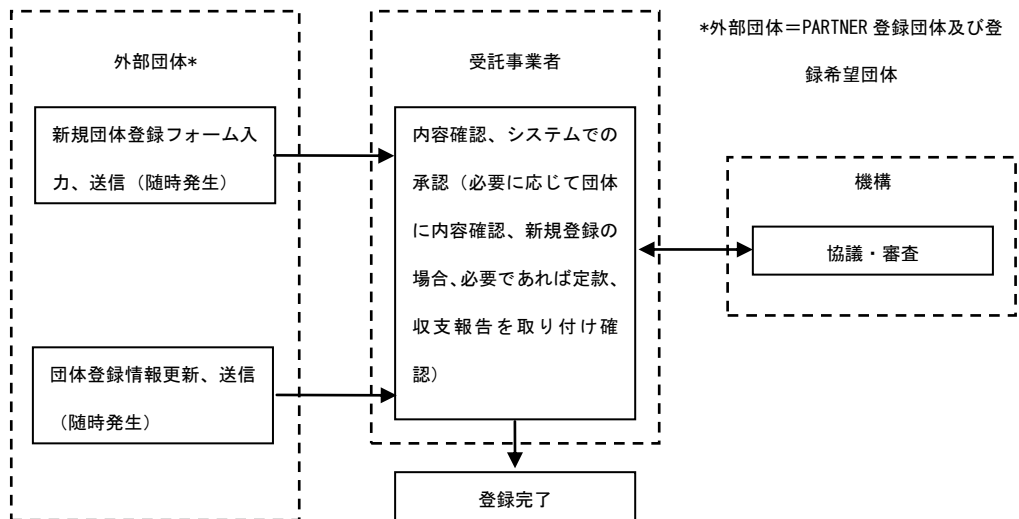 *外部団体=PARTNER 登録団体及び登
録希望団体
外部団体*
新規団体登録フォーム入
力、送信(随時発生)
団体登録情報更新、送信
(随時発生)
受託事業者
内容確認、システムでの
承認(必要に応じて団体
に内容確認、新規登録の
場合、必要であれば定款、
収支報告を取り付け確
認)
機構
協議・審査
登録完了